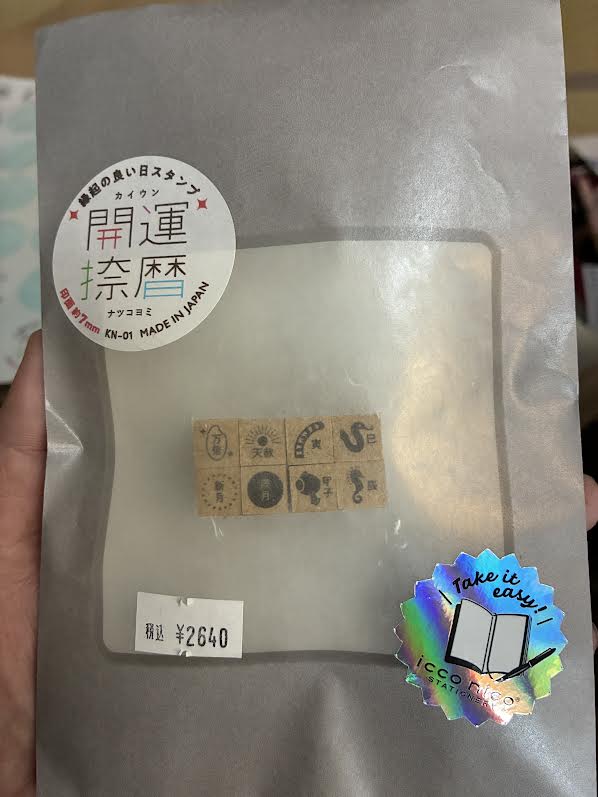 縁起の良い日スタンプ
カイウン
開運
捺暦
ナツコヨミ
印面約7mm KN-01 MADE IN JAPAN
万倍
天赦
寅
巳
新月
満月
甲子
辰
税込 ¥2640
Take it
easy!
icco nico
STATIONERY